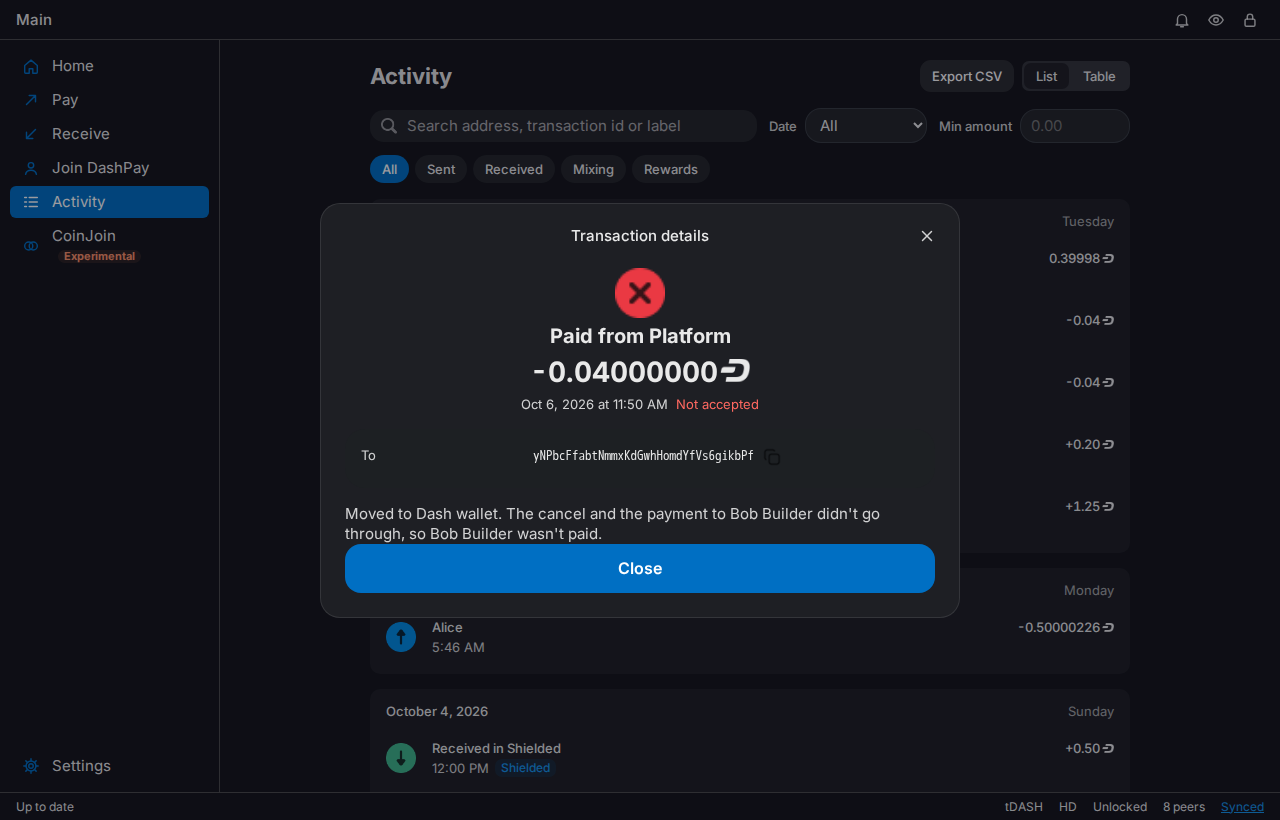 Main
Home
Pay
Receive
Join DashPay
Activity
CoinJoin
Experimental
Settings
Activity
Export CSV
List
Table
Search address, transaction id or label
Date
All
Min amount
0.00
All
Sent
Received
Mixing
Rewards
Tuesday
0.39998
-0.04
-0.04
+0.20
+1.25
Transaction details
Paid from Platform
-0.04000000
Oct 6, 2026 at 11:50 AM Not accepted
To
yNPbcFfabtNmmxKdGwhHomdYfVs6gikbPf
Moved to Dash wallet. The cancel and the payment to Bob Builder didn't go
through, so Bob Builder wasn't paid.
Close
Monday
Alice
-0.50000226
5:46 AM
October 4, 2026
Sunday
Received in Shielded
+0.50
12:00 PM Shielded
Up to date
tDASH
HD
Unlocked
8 peers
Synced